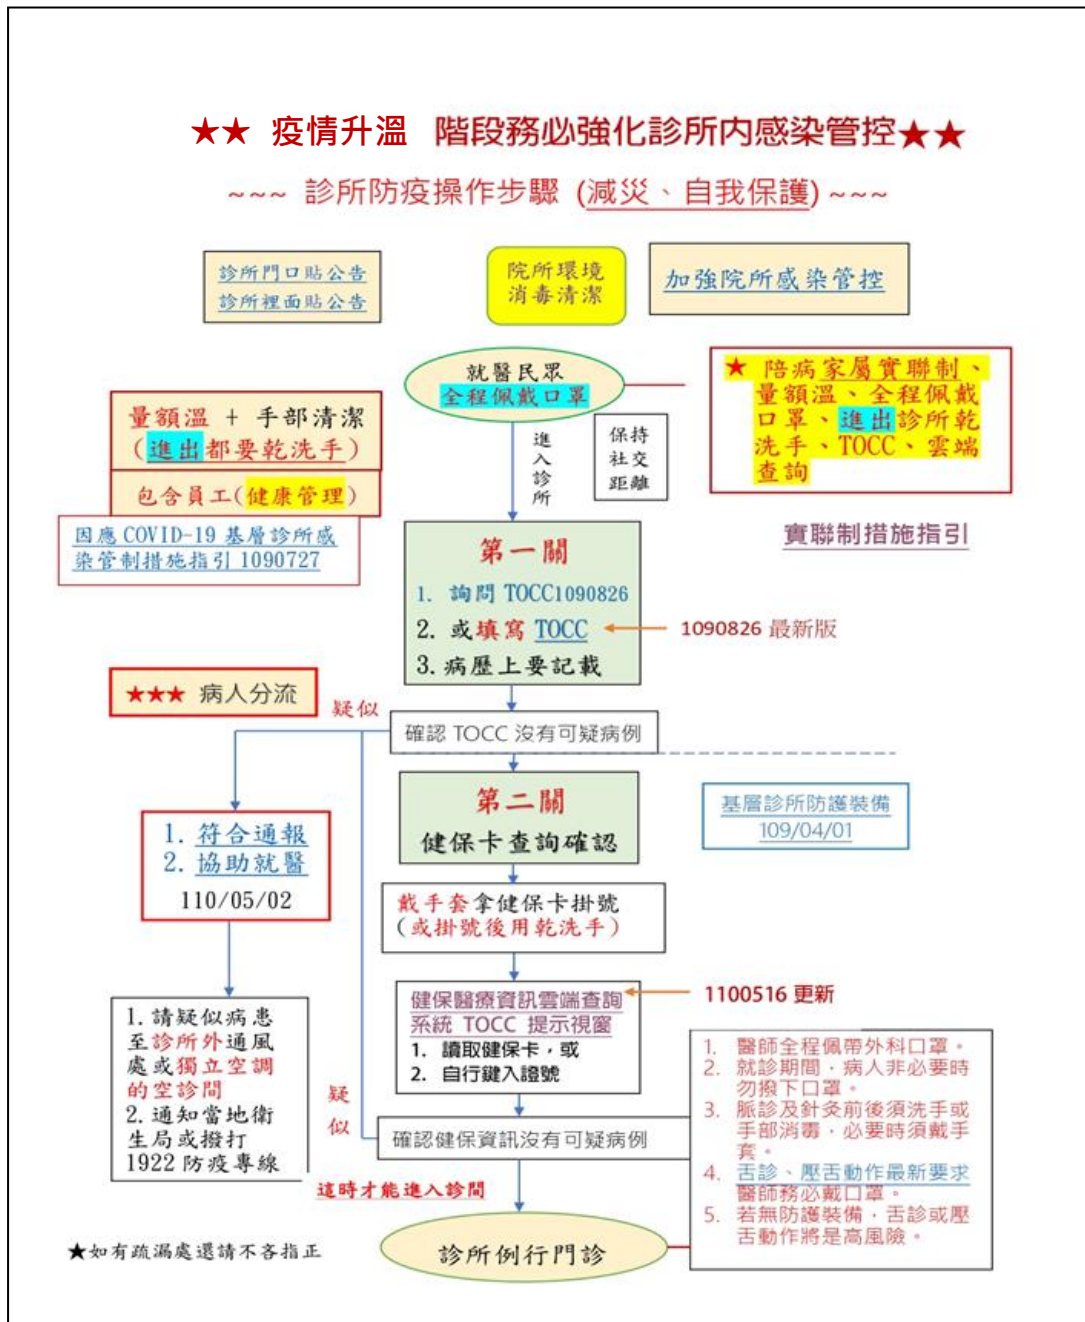 ★★ 疫情升溫 階段務必強化診所內感染管控★★
~~~ 診所防疫操作步驟 (減災、自我保護) ~~~
診所門口貼公告
診所裡面貼公告
院所環境
消毒清潔
加強院所感染管控
就醫民眾
全程佩戴口罩
★ 陪病家屬實聯制、
量額溫、全程佩戴
口罩、進出診所乾
洗手、TOCC、雲端
查詢
量額溫 + 手部清潔
(進出都要乾洗手)
包含員工(健康管理)
因應 COVID-19 基層診所感
染管制措施指引 1090727
進
入
診
所
保持
社交
距離
實聯制措施指引
第一關
1. 詢問 TOCC1090826
2. 或填寫 TOCC
3. 病歷上要記載
1090826 最新版
★★★ 病人分流
疑似
確認 TOCC 沒有可疑病例
第二關
健保卡查詢確認
基層診所防護裝備
109/04/01
1. 符合通報
2. 協助就醫
110/05/02
戴手套拿健保卡掛號
(或掛號後用乾洗手)
健保醫療資訊雲端查詢
系統 TOCC 提示視窗
1. 讀取健保卡，或
2. 自行鍵入證號
1100516 更新
1.請疑似病患
至診所外通風
處或獨立空調
的空診間
2.通知當地衛
生局或撥打
1922 防疫專線
疑
似
確認健保資訊沒有可疑病例
1. 醫師全程佩帶外科口罩。
2. 就診期間，病人非必要時
勿撥下口罩。
3. 脈診及針灸前後須洗手或
手部消毒，必要時須戴手
套。
4. 舌診、壓舌動作最新要求
醫師務必戴口罩。
5. 若無防護裝備，舌診或壓
舌動作將是高風險。
這時才能進入診間
診所例行門診
★如有疏漏處還請不吝指正